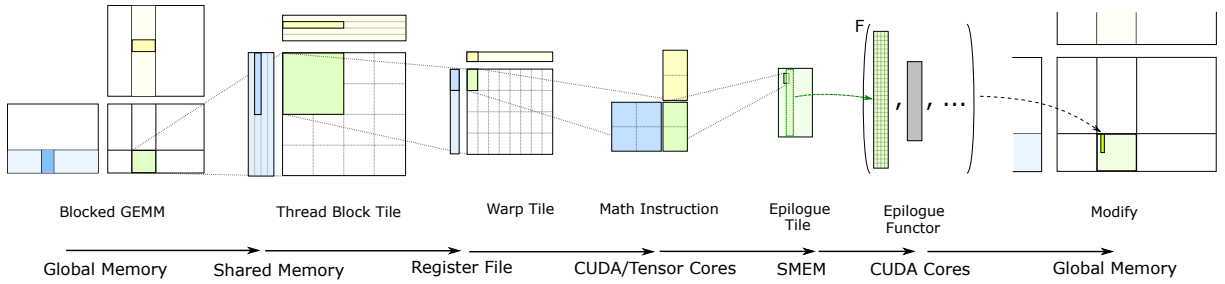 F
, , ...
Blocked GEMM
Thread Block Tile
Warp Tile
Math Instruction
Epilogue
Tile
Epilogue
Functor
Modify
Global Memory
Shared Memory
Register File
CUDA/Tensor Cores
SMEM
CUDA Cores
Global Memory